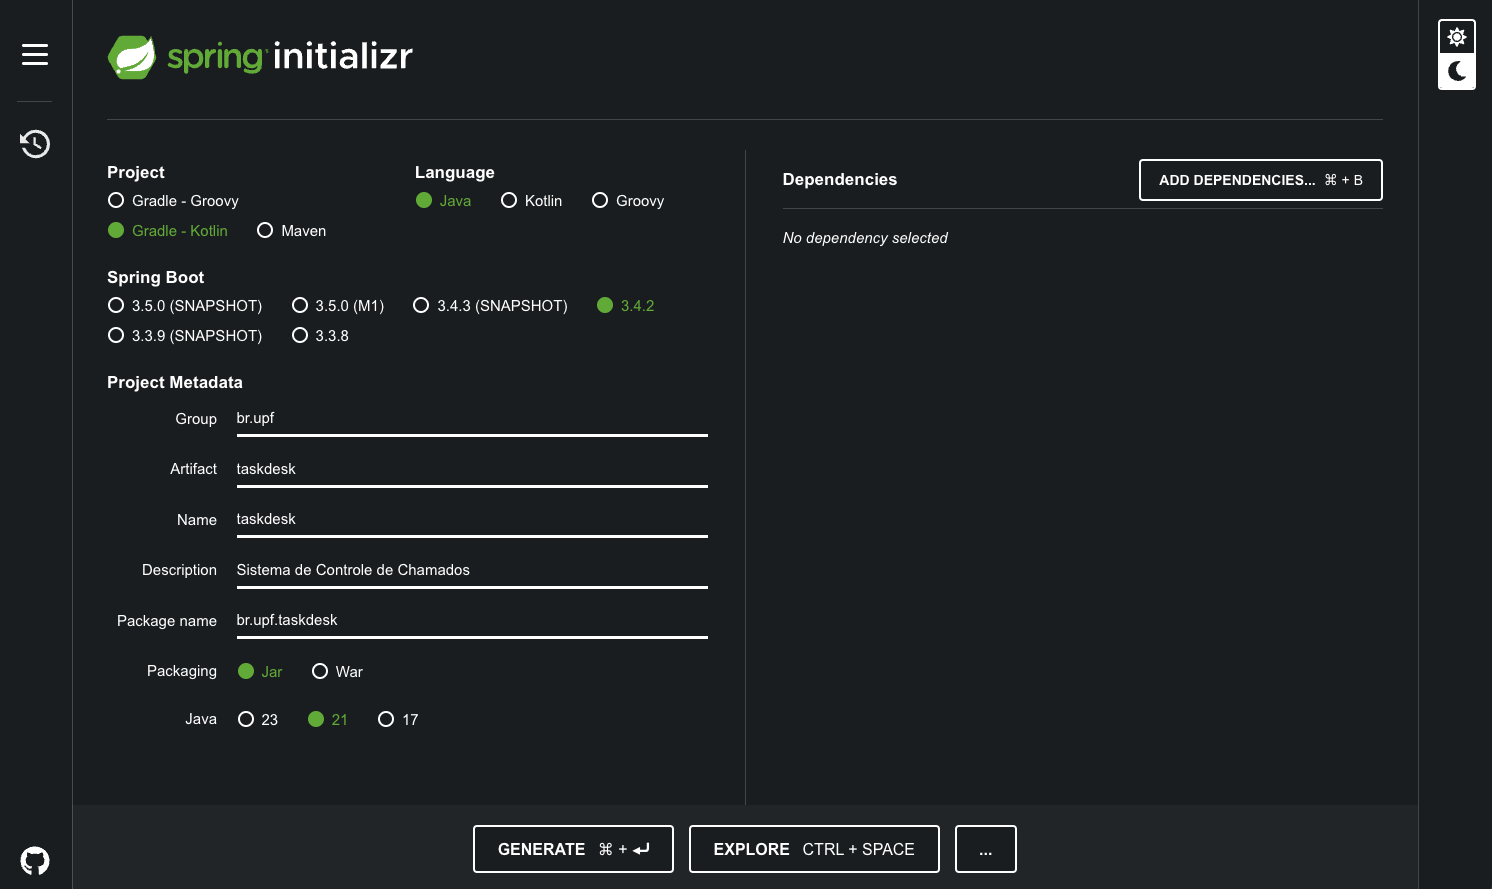 spring initializr
Project
Gradle - Groovy
Gradle - Kotlin Maven
Language
Java Kotlin Groovy
Spring Boot
3.5.0 (SNAPSHOT) 3.5.0 (M1) 3.4.3 (SNAPSHOT) 3.4.2
3.3.9 (SNAPSHOT) 3.3.8
Project Metadata
Group br.upf
Artifact taskdesk
Name taskdesk
Description Sistema de Controle de Chamados
Package name br.upf.taskdesk
Packaging Jar War
Java 23 21 17
Dependencies
ADD DEPENDENCIES... ⌘ + B
No dependency selected
GENERATE ⌘ + ⏎
EXPLORE CTRL + SPACE
...